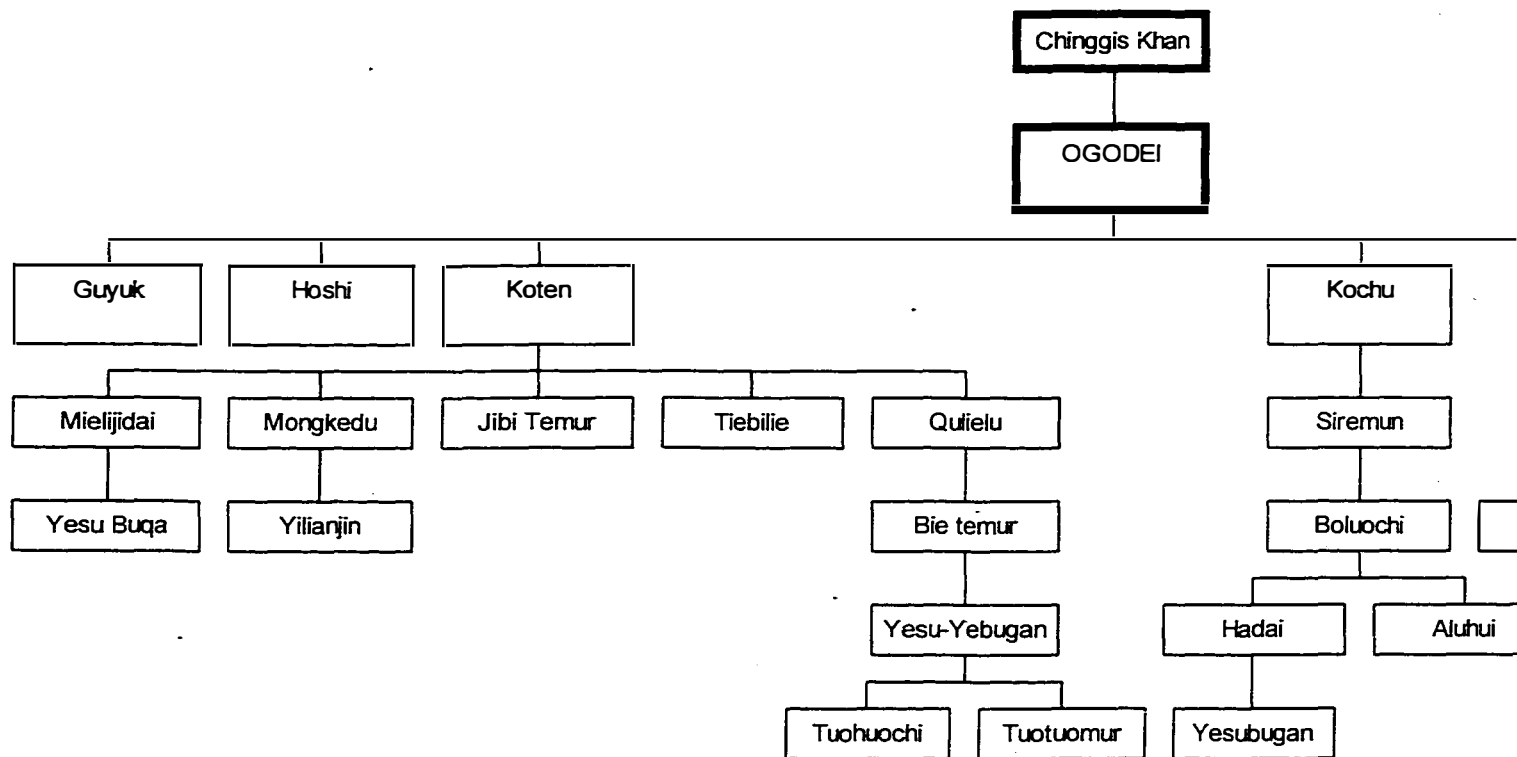 Chinggis Khan
OGODEI
Guyuk
Hoshi
Koten
Kochu
Mielijidai
Mongkedu
Jibi Temur
Tiebilie
Qulielu
Siremun
Yesu Buqa
Yilianjin
Bie temur
Boluochi
Yesu-Yebugan
Hadai
Aluhui
Tuohuochi
Tuotuomur
Yesubugan